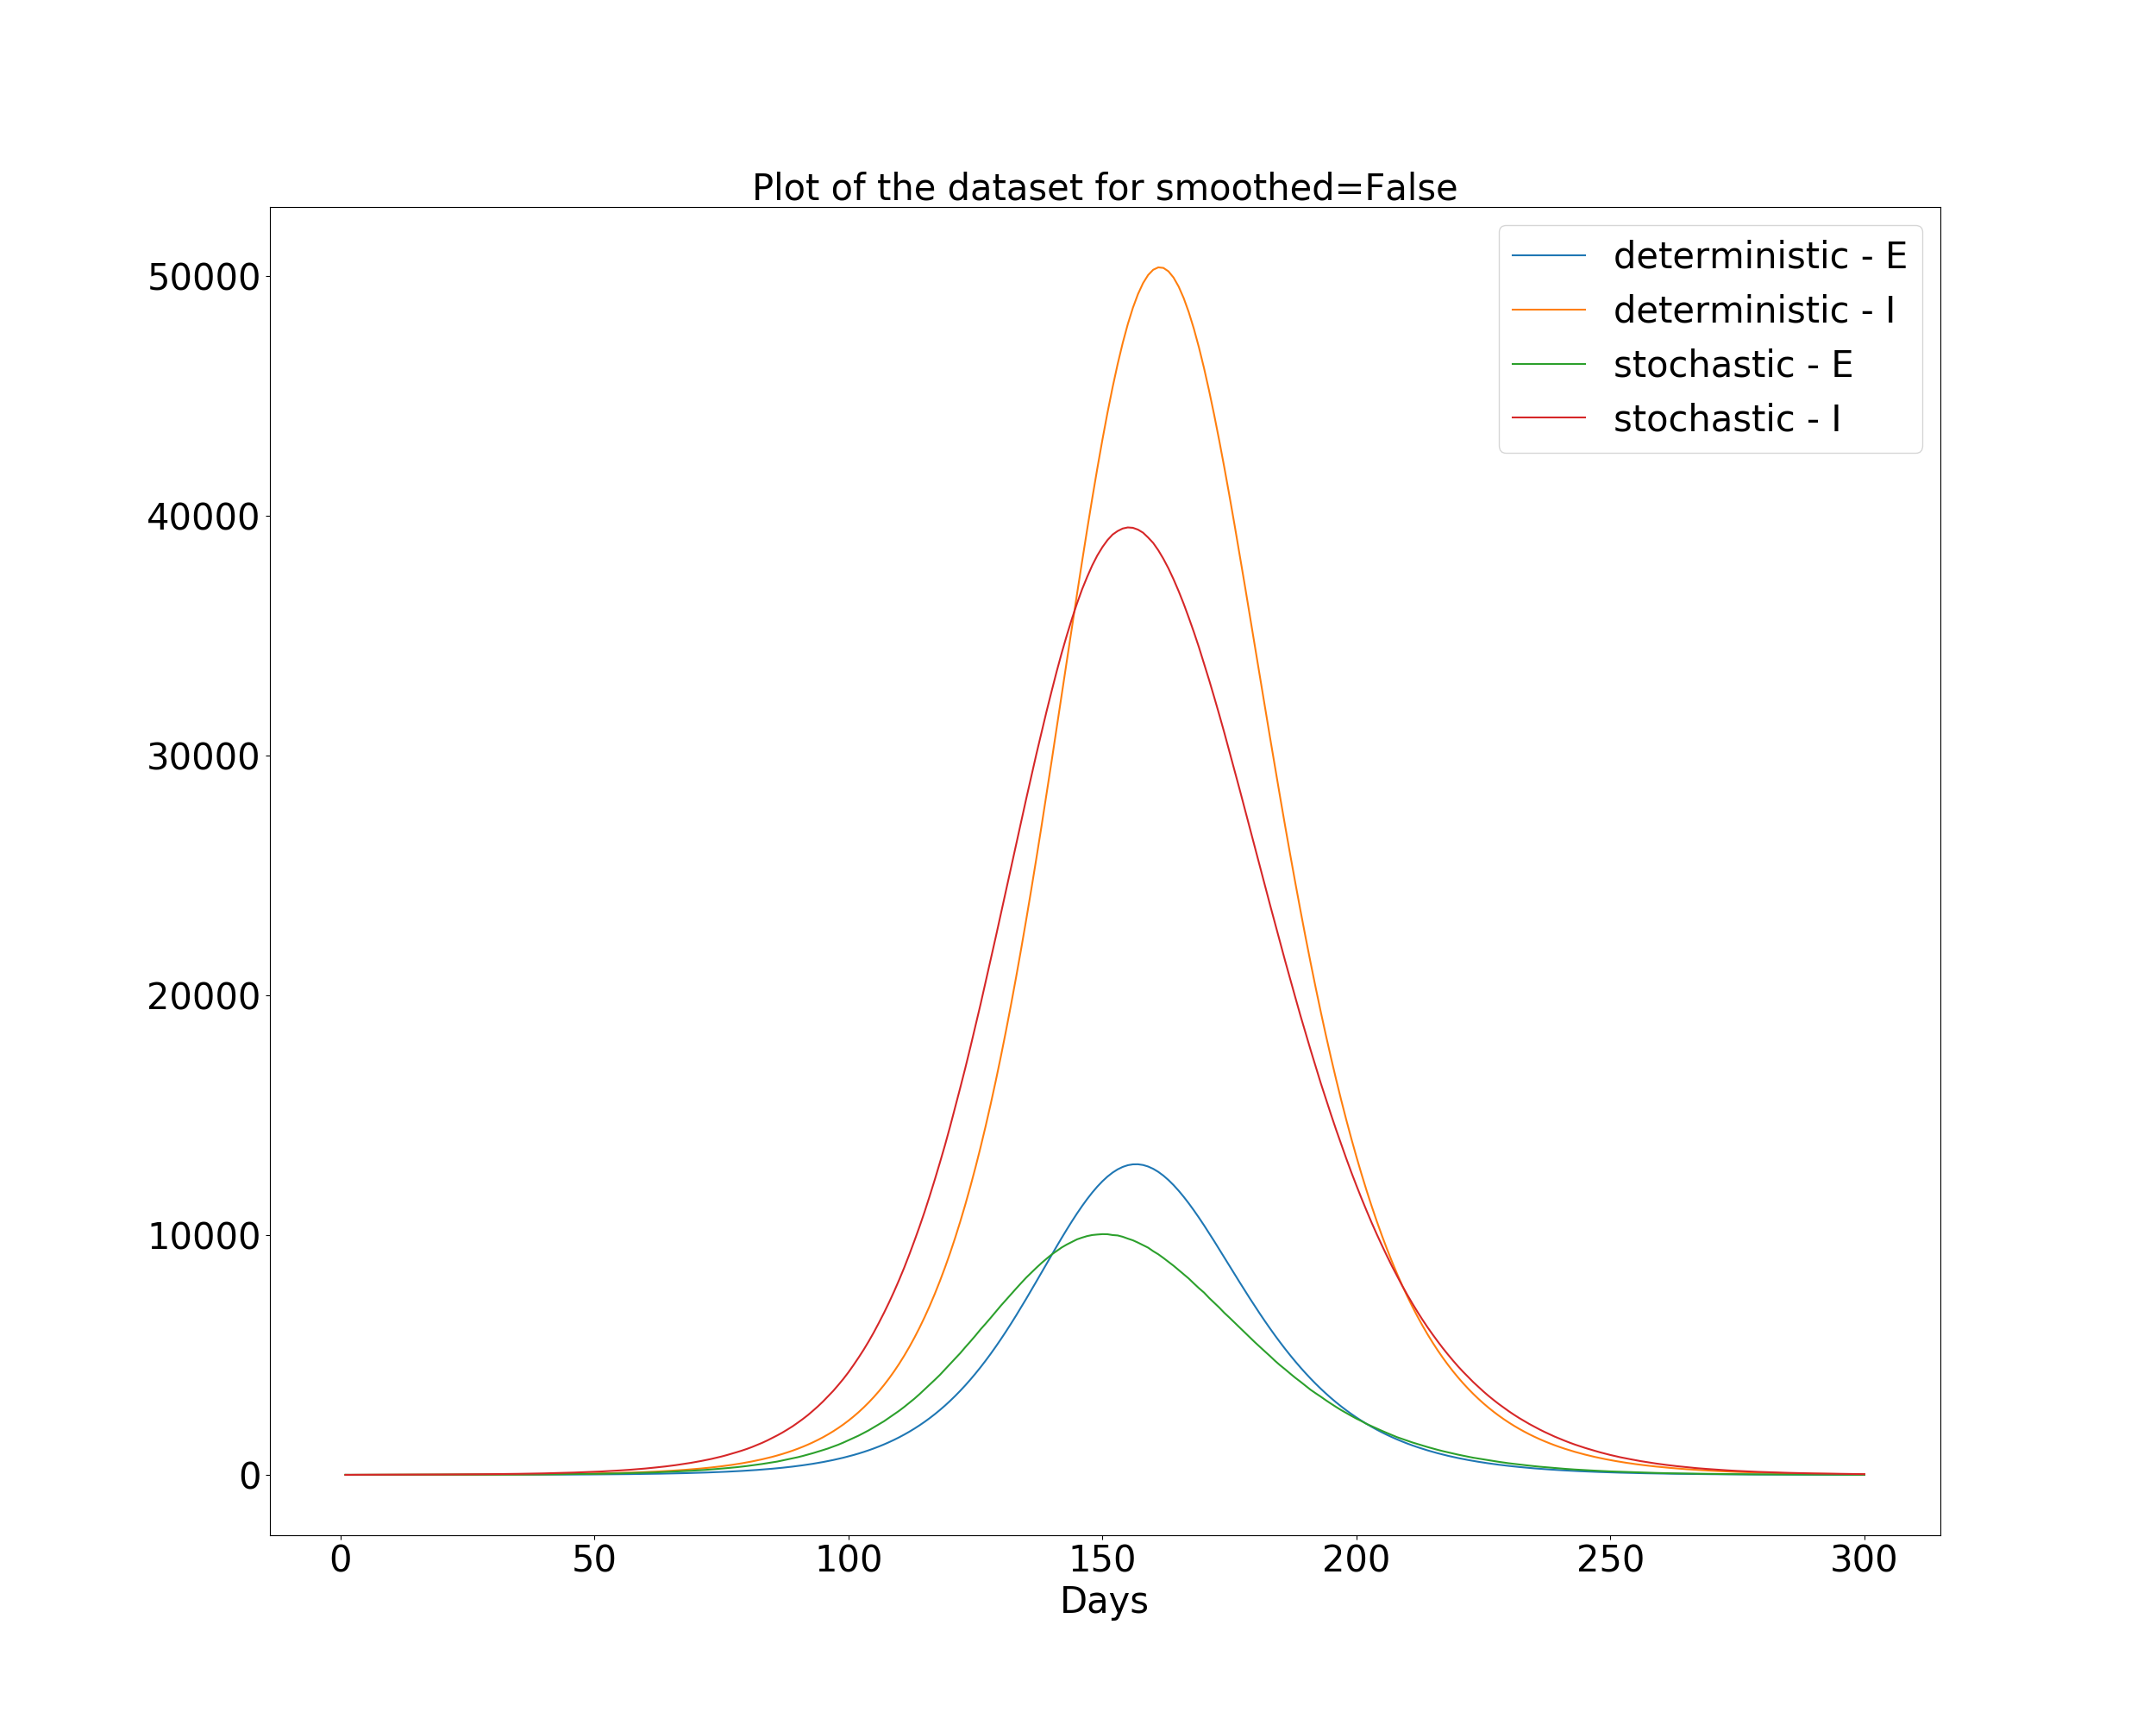 Plot of the dataset for smoothed=False
deterministic - E
deterministic - I
stochastic - E
stochastic - I
50000
40000
30000
20000
10000
0
0 50 100 150 200 250 300
Days